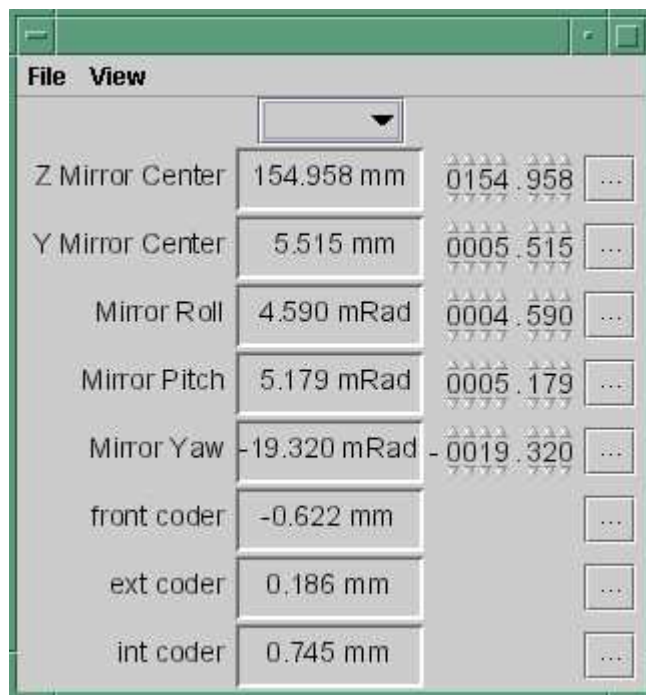 File View
Z Mirror Center 154.958 mm 0154.958 ...
Y Mirror Center 5.515 mm 0005.515 ...
Mirror Roll 4.590 mRad 0004.590 ...
Mirror Pitch 5.179 mRad 0005.179 ...
Mirror Yaw -19.320 mRad -0019.320 ...
front coder -0.622 mm ...
ext coder 0.186 mm ...
int coder 0.745 mm ...